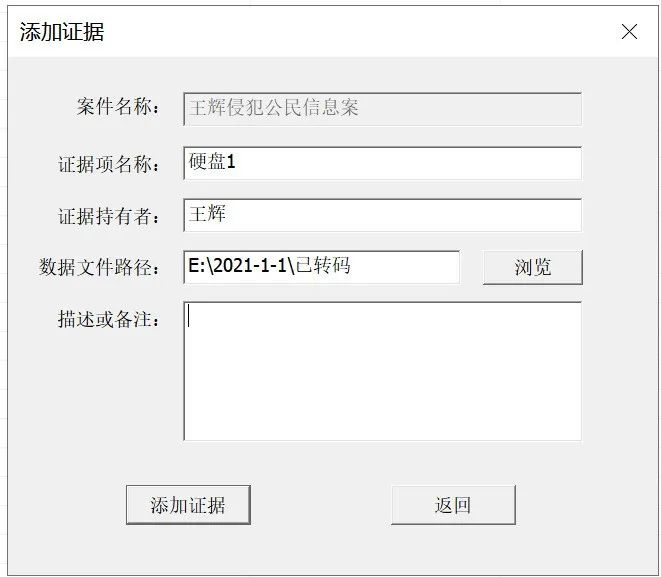 添加证据
案件名称： 王辉侵犯公民信息案
证据项名称： 硬盘1
证据持有者： 王辉
数据文件路径： E:\2021-1-1\已转码 浏览
描述或备注：
添加证据 返回